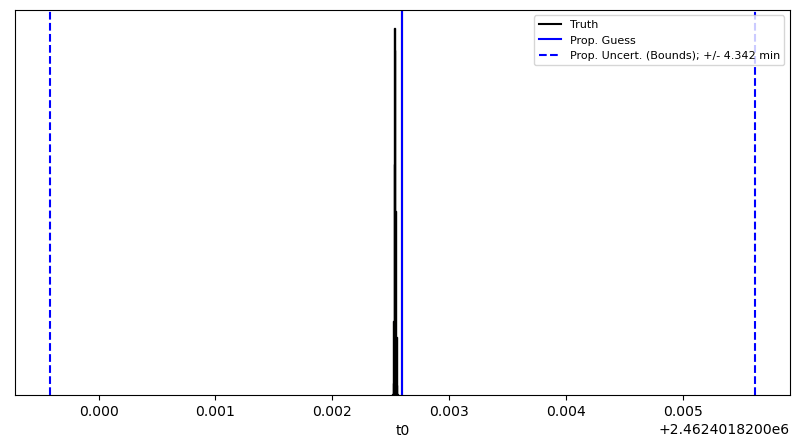 Truth
Prop. Guess
Prop. Uncert. (Bounds); +/- 4.342 min
0.000 0.001 0.002 0.003 0.004 0.005
t0
+2.4624018200e6